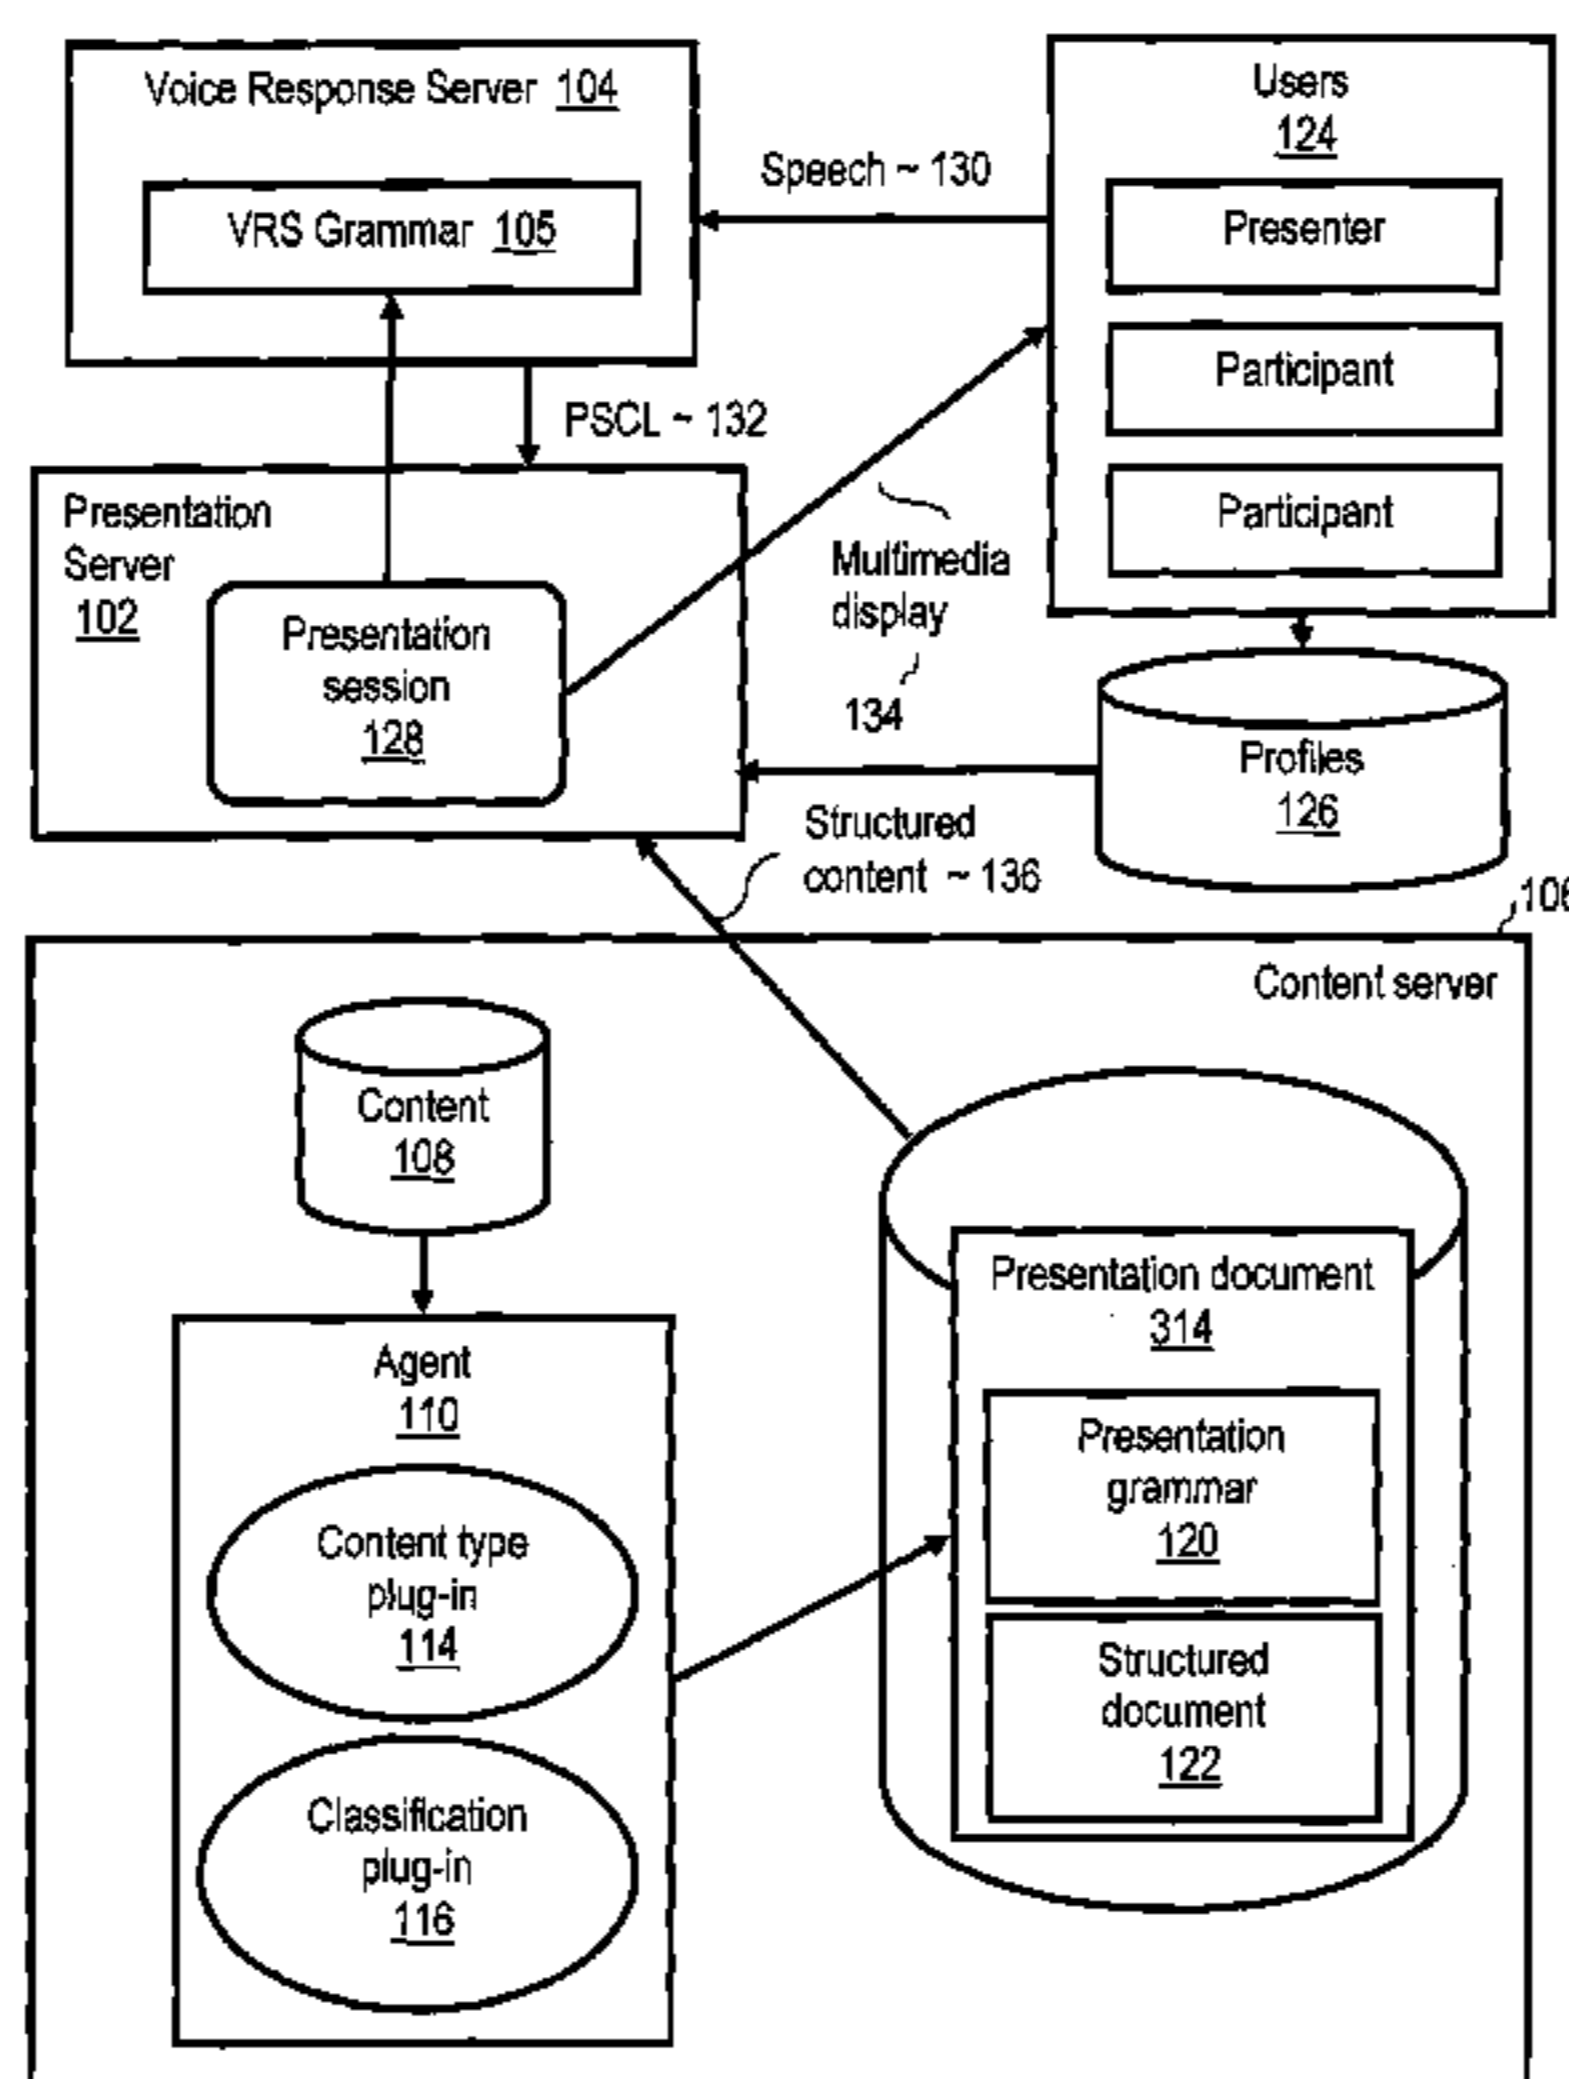 Voice Response Server 104
VRS Grammar 105
Speech ~ 130
Users
124
Presenter
Participant
Participant
PSCL ~ 132
Presentation
Server
102
Presentation
session
128
Multimedia
display
134
Profiles
126
Structured
content ~ 136
106
Content server
Content
108
Agent
110
Content type
plug-in
114
Classification
plug-in
116
Presentation document
314
Presentation
grammar
120
Structured
document
122